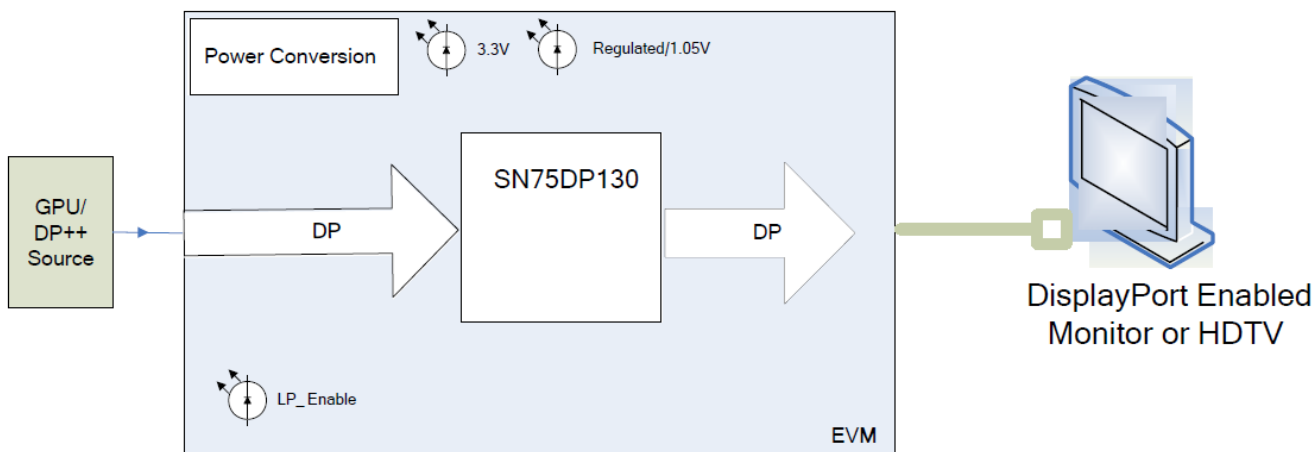 Power Conversion
3.3V
Regulated/1.05V
SN75DP130
GPU/
DP++
Source
DP
DP
DisplayPort Enabled
Monitor or HDTV
LP_Enable
EVM